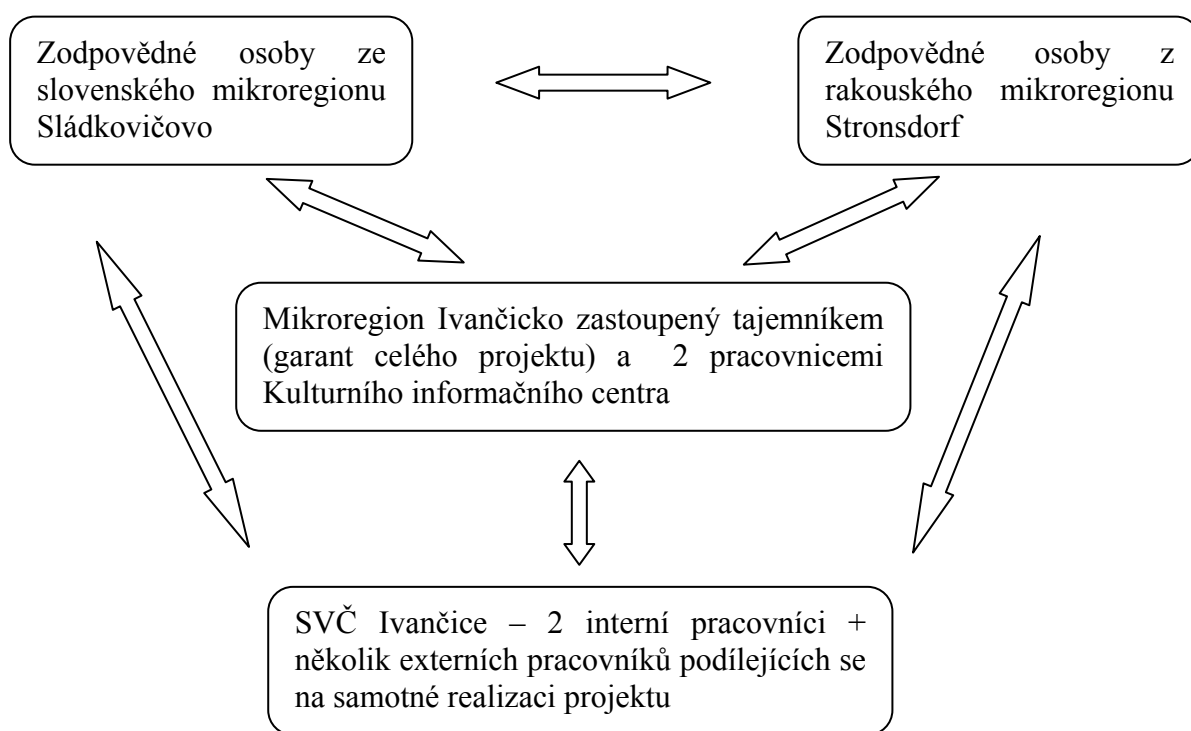 Zodpovědné osoby ze
slovenského mikroregionu
Sládkovičovo
Zodpovědné osoby z
rakouského mikroregionu
Stronsdorf
Mikroregion Ivančicko zastoupený tajemníkem
(garant celého projektu) a 2 pracovnicemi
Kulturního informačního centra
SVČ Ivančice – 2 interní pracovníci +
několik externích pracovníků podílejících se
na samotné realizaci projektu